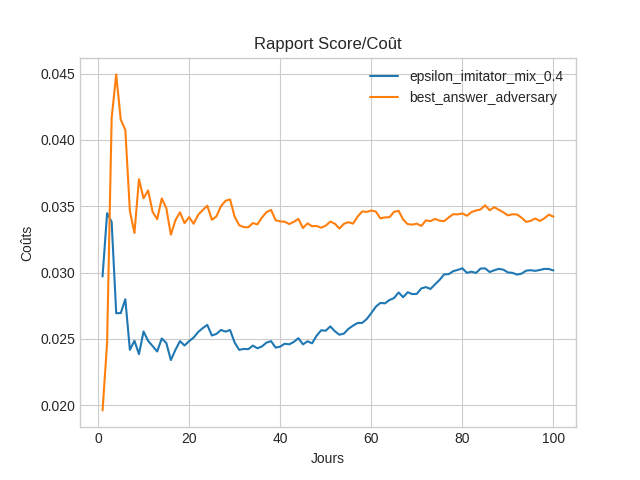 Rapport Score/Coût
epsilon_imitator_mix_0.4
best_answer_adversary
Coûts
0.045
0.040
0.035
0.030
0.025
0.020
0 20 40 60 80 100
Jours